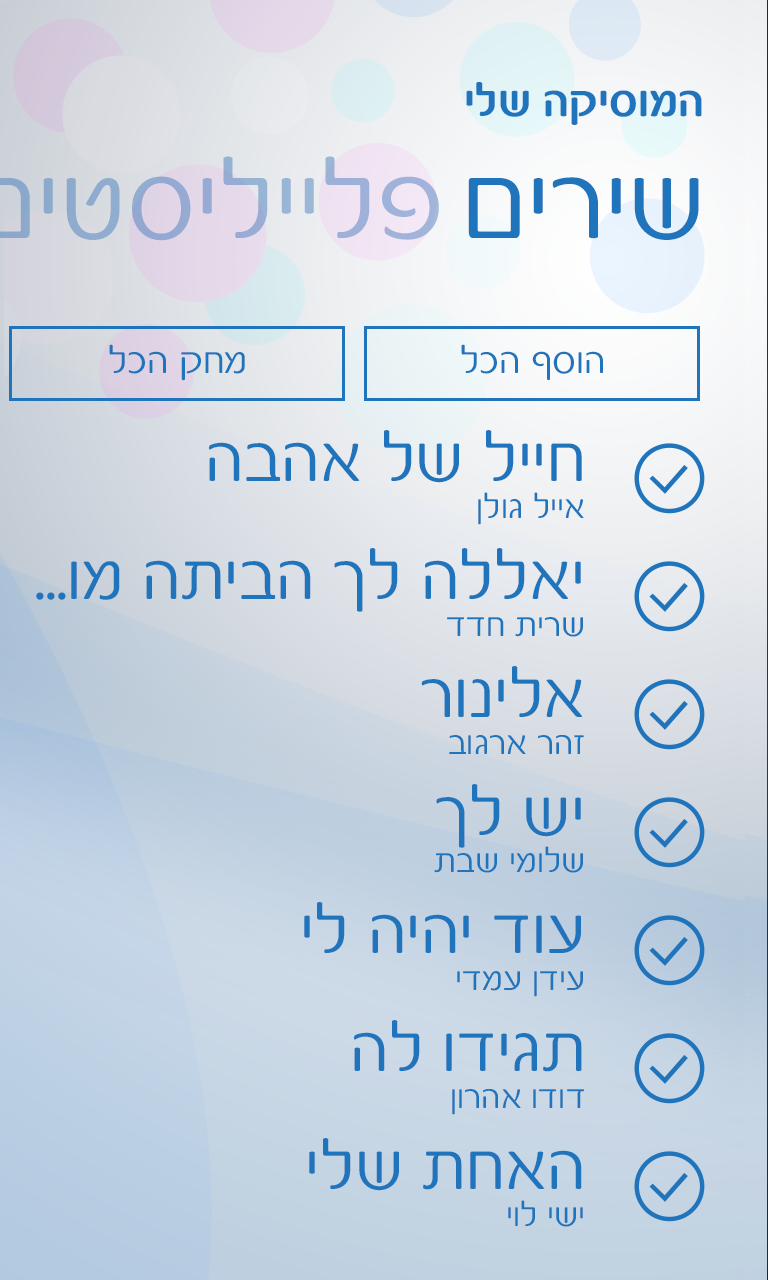 המוסיקה שלי
שירים פלייליסטים
הוסף הכל
מחק הכל
חייל של אהבה
אייל גולן
יאללה לך הביתה מו...
שרית חדד
אלינור
זהר ארגוב
יש לך
שלומי שבת
עוד יהיה לי
עידן עמדי
תגידו לה
דודו אהרון
האחת שלי
ישי לוי